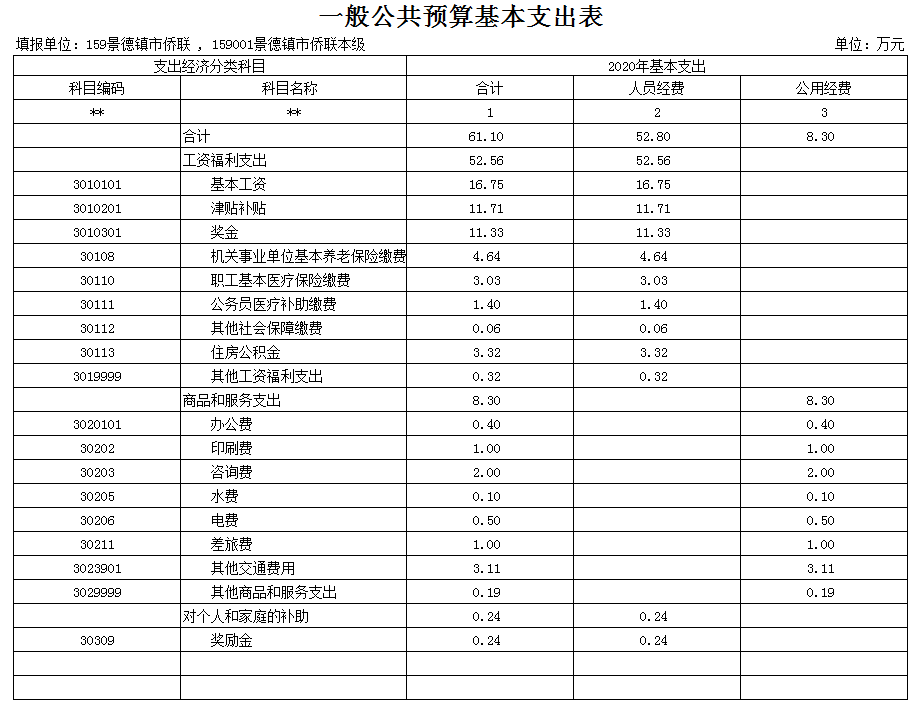 一般公共预算基本支出表
填报单位：159景德镇市侨联 , 159001景德镇市侨联本级 单位：万元
支出经济分类科目 2020年基本支出
科目编码 科目名称 合计 人员经费 公用经费
** ** 1 2 3
合计 61.10 52.80 8.30
工资福利支出 52.56 52.56
3010101 基本工资 16.75 16.75
3010201 津贴补贴 11.71 11.71
3010301 奖金 11.33 11.33
30108 机关事业单位基本养老保险缴费 4.64 4.64
30110 职工基本医疗保险缴费 3.03 3.03
30111 公务员医疗补助缴费 1.40 1.40
30112 其他社会保障缴费 0.06 0.06
30113 住房公积金 3.32 3.32
3019999 其他工资福利支出 0.32 0.32
商品和服务支出 8.30 8.30
3020101 办公费 0.40 0.40
30202 印刷费 1.00 1.00
30203 咨询费 2.00 2.00
30205 水费 0.10 0.10
30206 电费 0.50 0.50
30211 差旅费 1.00 1.00
3023901 其他交通费用 3.11 3.11
3029999 其他商品和服务支出 0.19 0.19
对个人和家庭的补助 0.24 0.24
30309 奖励金 0.24 0.24